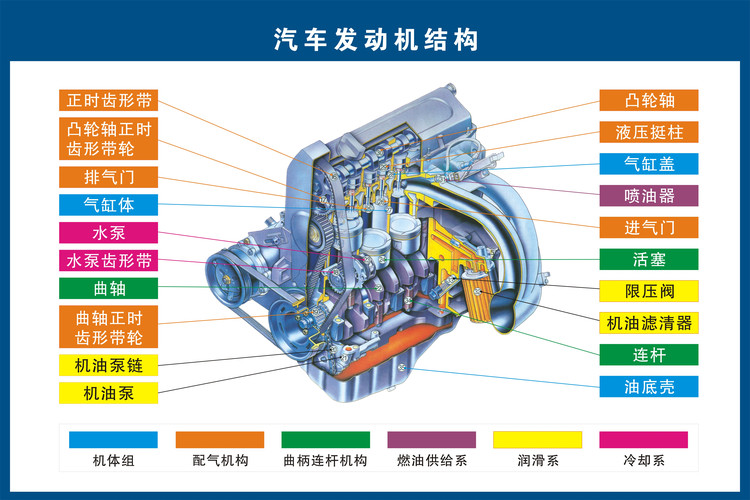 汽车发动机结构
正时齿形带
凸轮轴正时
齿形带轮
排气门
气缸体
水泵
水泵齿形带
曲轴
曲轴正时
齿形带轮
机油泵链
机油泵
凸轮轴
液压挺柱
气缸盖
喷油器
进气门
活塞
限压阀
机油滤清器
连杆
油底壳
机体组
配气机构
曲柄连杆机构
燃油供给系
润滑系
冷却系